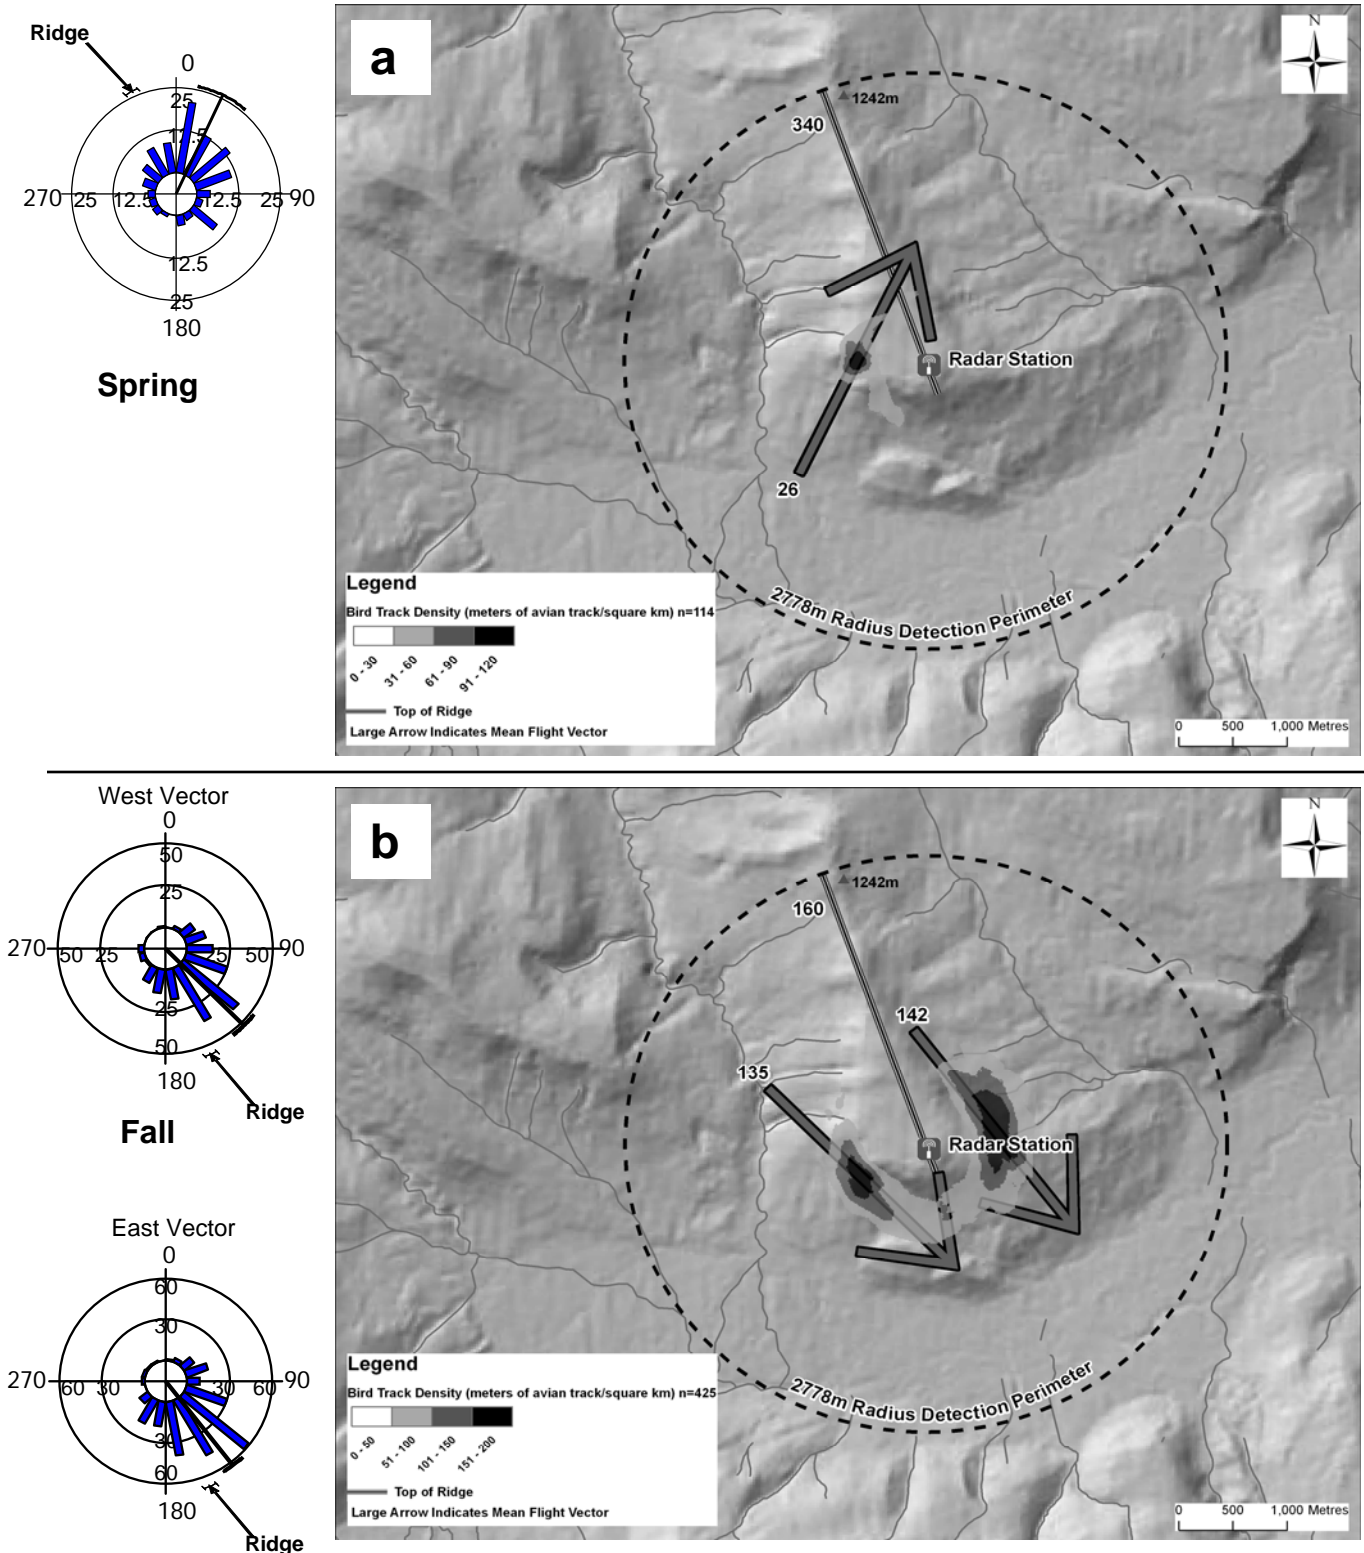 Ridge
0
25
12.5
270
25
12.5
12.5
25
90
12.5
25
180
Spring
a
N
1242m
340
Radar Station
26
2778m Radius Detection Perimeter
Legend
Bird Track Density (meters of avian track/square km) n=114
0 - 30
31 - 60
61 - 90
91 - 120
Top of Ridge
Large Arrow Indicates Mean Flight Vector
0 500 1,000 Metres
West Vector
0
50
25
270
50
25
25
50
90
25
50
180
Ridge
Fall
East Vector
0
60
30
270
60
30
30
60
90
30
60
180
Ridge
b
N
1242m
160
142
135
Radar Station
2778m Radius Detection Perimeter
Legend
Bird Track Density (meters of avian track/square km) n=425
0 - 50
51 - 100
101 - 150
151 - 200
Top of Ridge
Large Arrow Indicates Mean Flight Vector
0 500 1,000 Metres